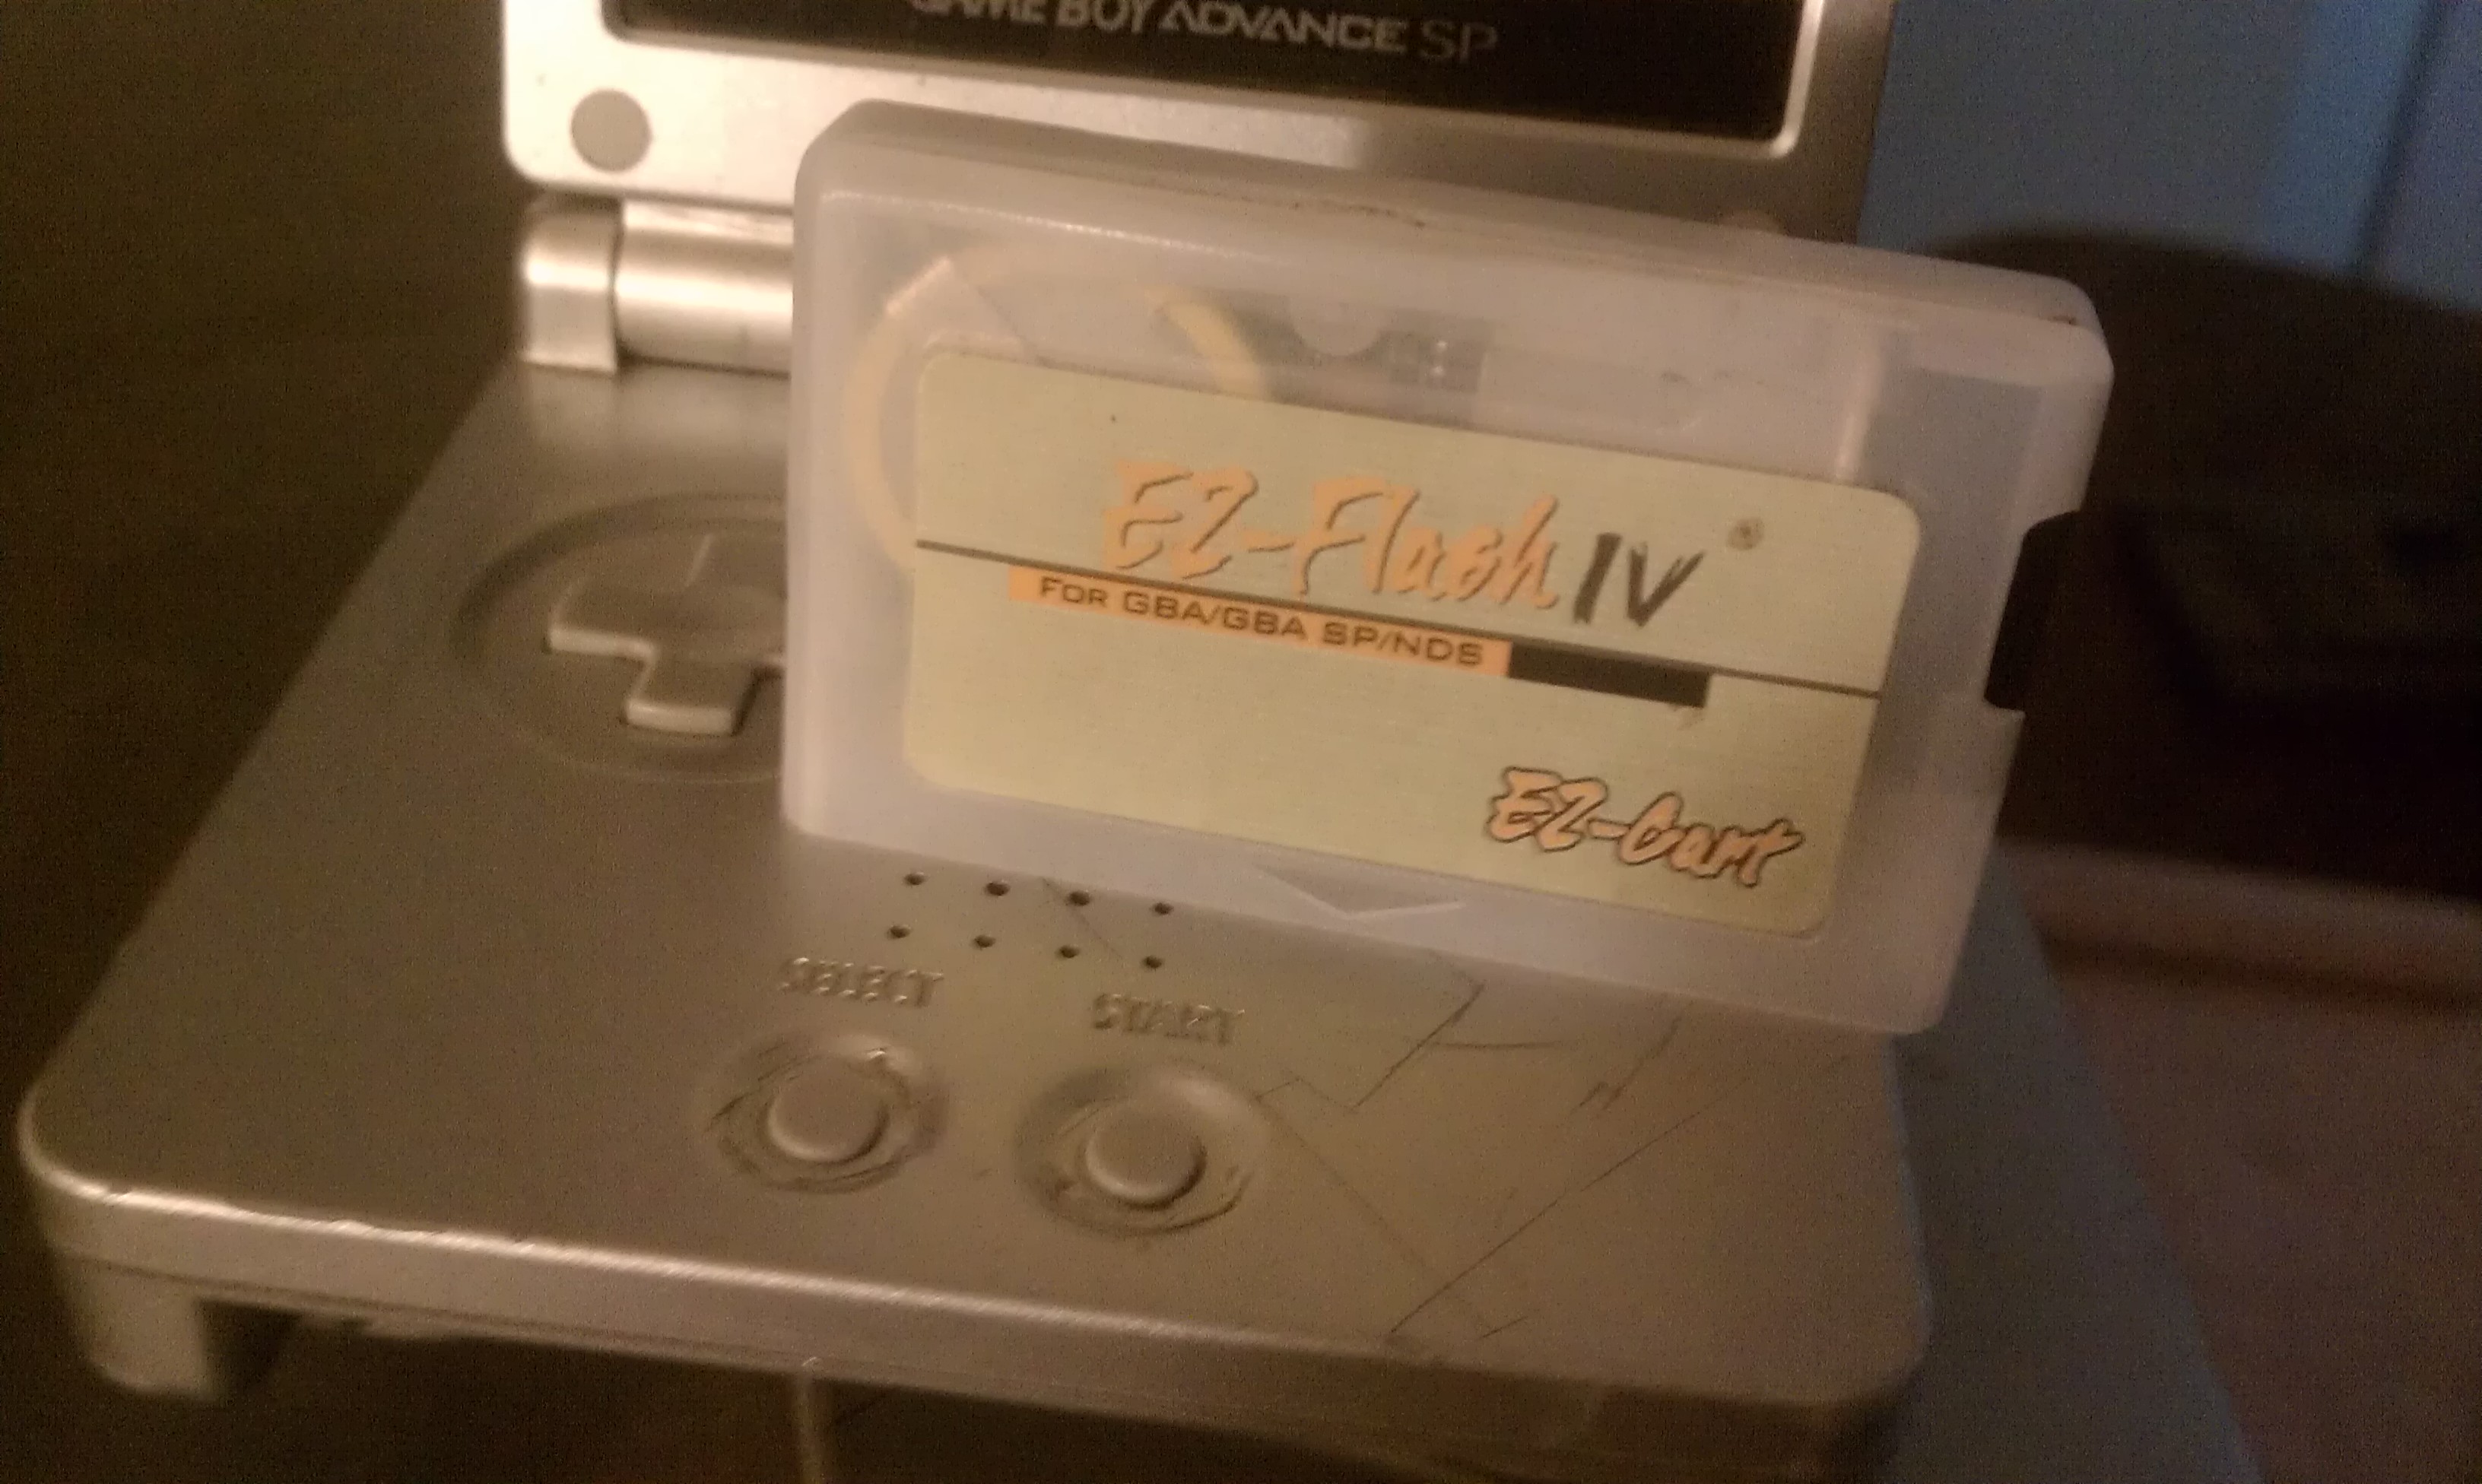 GAME BOY ADVANCE SP
EZ-Flash IV
FOR GBA/GBA SP/NDS
EZ-Cart
SELECT
START